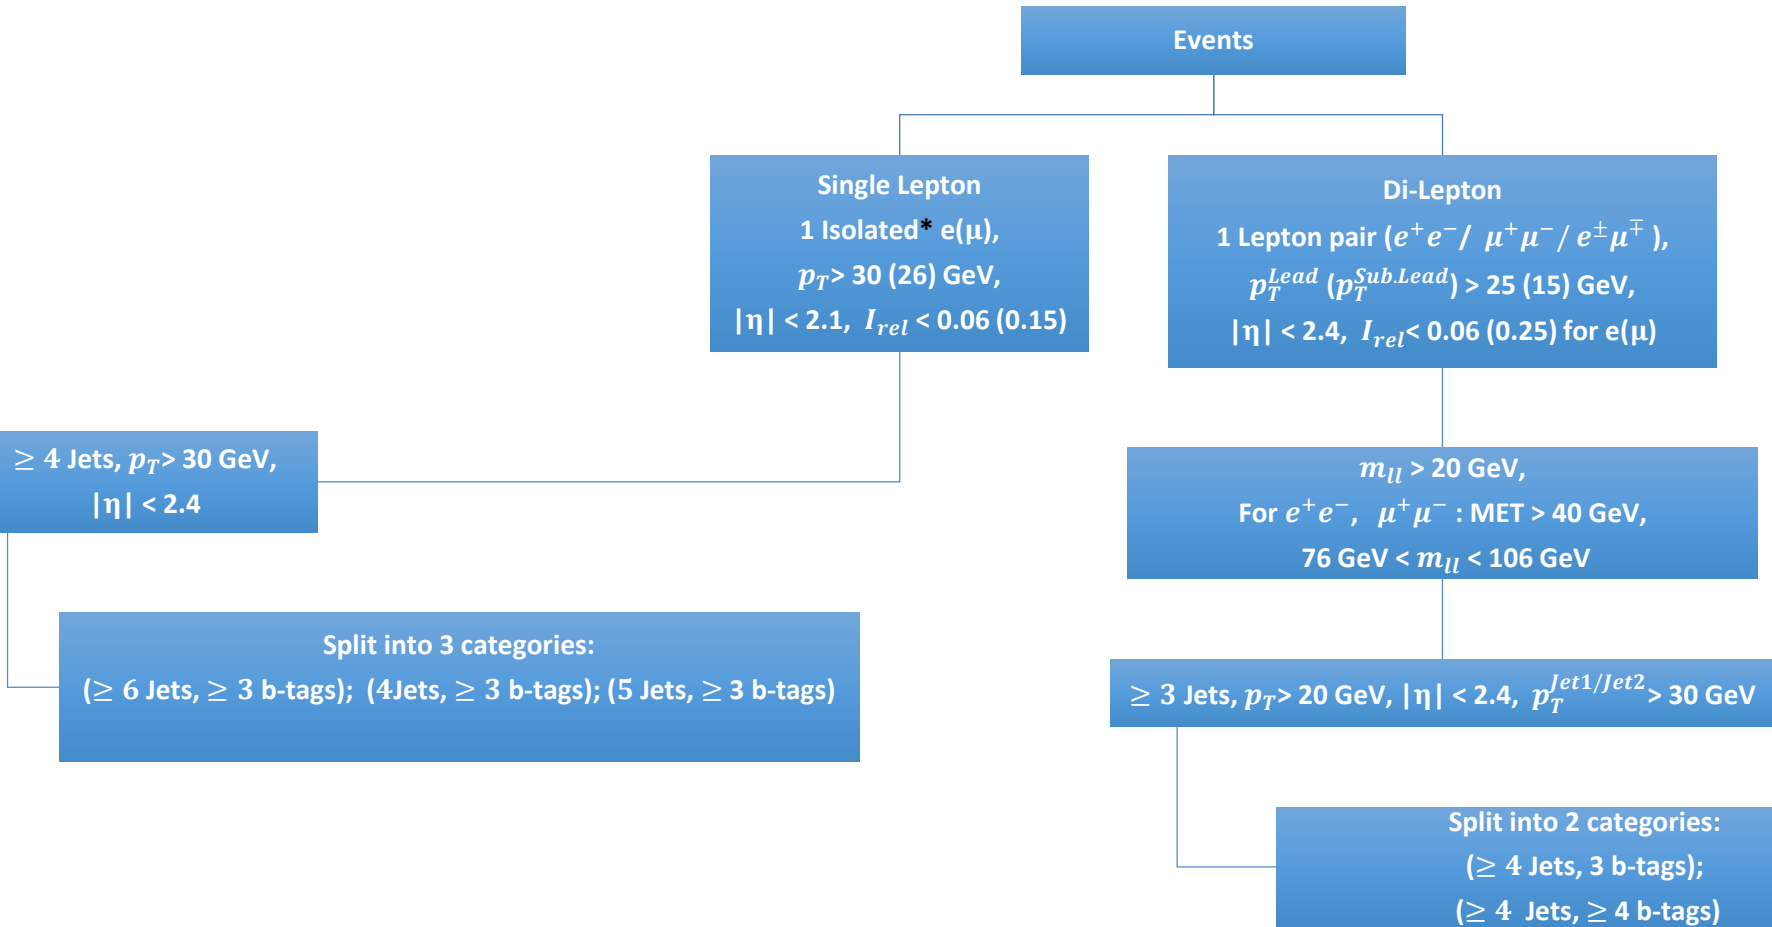 Events
Single Lepton
1 Isolated* e(μ),
p_T> 30 (26) GeV,
|η| < 2.1, I_rel < 0.06 (0.15)
Di-Lepton
1 Lepton pair (e⁺e⁻/ μ⁺μ⁻/ e^±μ^∓ ),
p_T^Lead (p_T^Sub.Lead) > 25 (15) GeV,
|η| < 2.4, I_rel< 0.06 (0.25) for e(μ)
≥ 4 Jets, p_T> 30 GeV,
|η| < 2.4
m_ll > 20 GeV,
For e⁺e⁻, μ⁺μ⁻ : MET > 40 GeV,
76 GeV < m_ll < 106 GeV
Split into 3 categories:
(≥ 6 Jets, ≥ 3 b-tags); (4Jets, ≥ 3 b-tags); (5 Jets, ≥ 3 b-tags)
≥ 3 Jets, p_T> 20 GeV, |η| < 2.4, p_T^Jet1/Jet2> 30 GeV
Split into 2 categories:
(≥ 4 Jets, 3 b-tags);
(≥ 4 Jets, ≥ 4 b-tags)